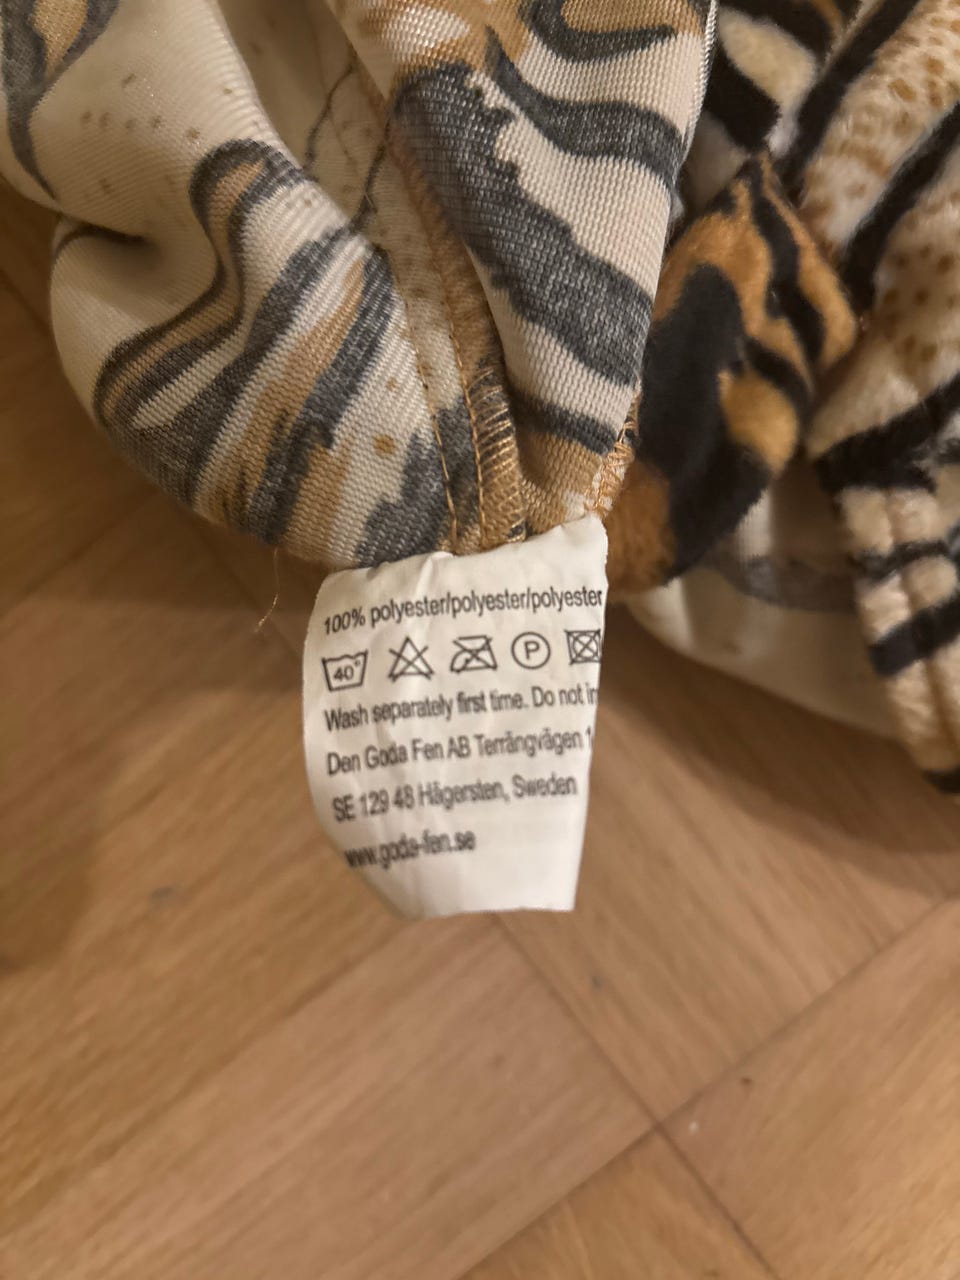 100% polyester/polyester/polyester
40° P
Wash separately first time. Do not
Den Goda Fen AB Terrängvägen
SE 129 48 Hägersten, Sweden
www.goda-fen.se